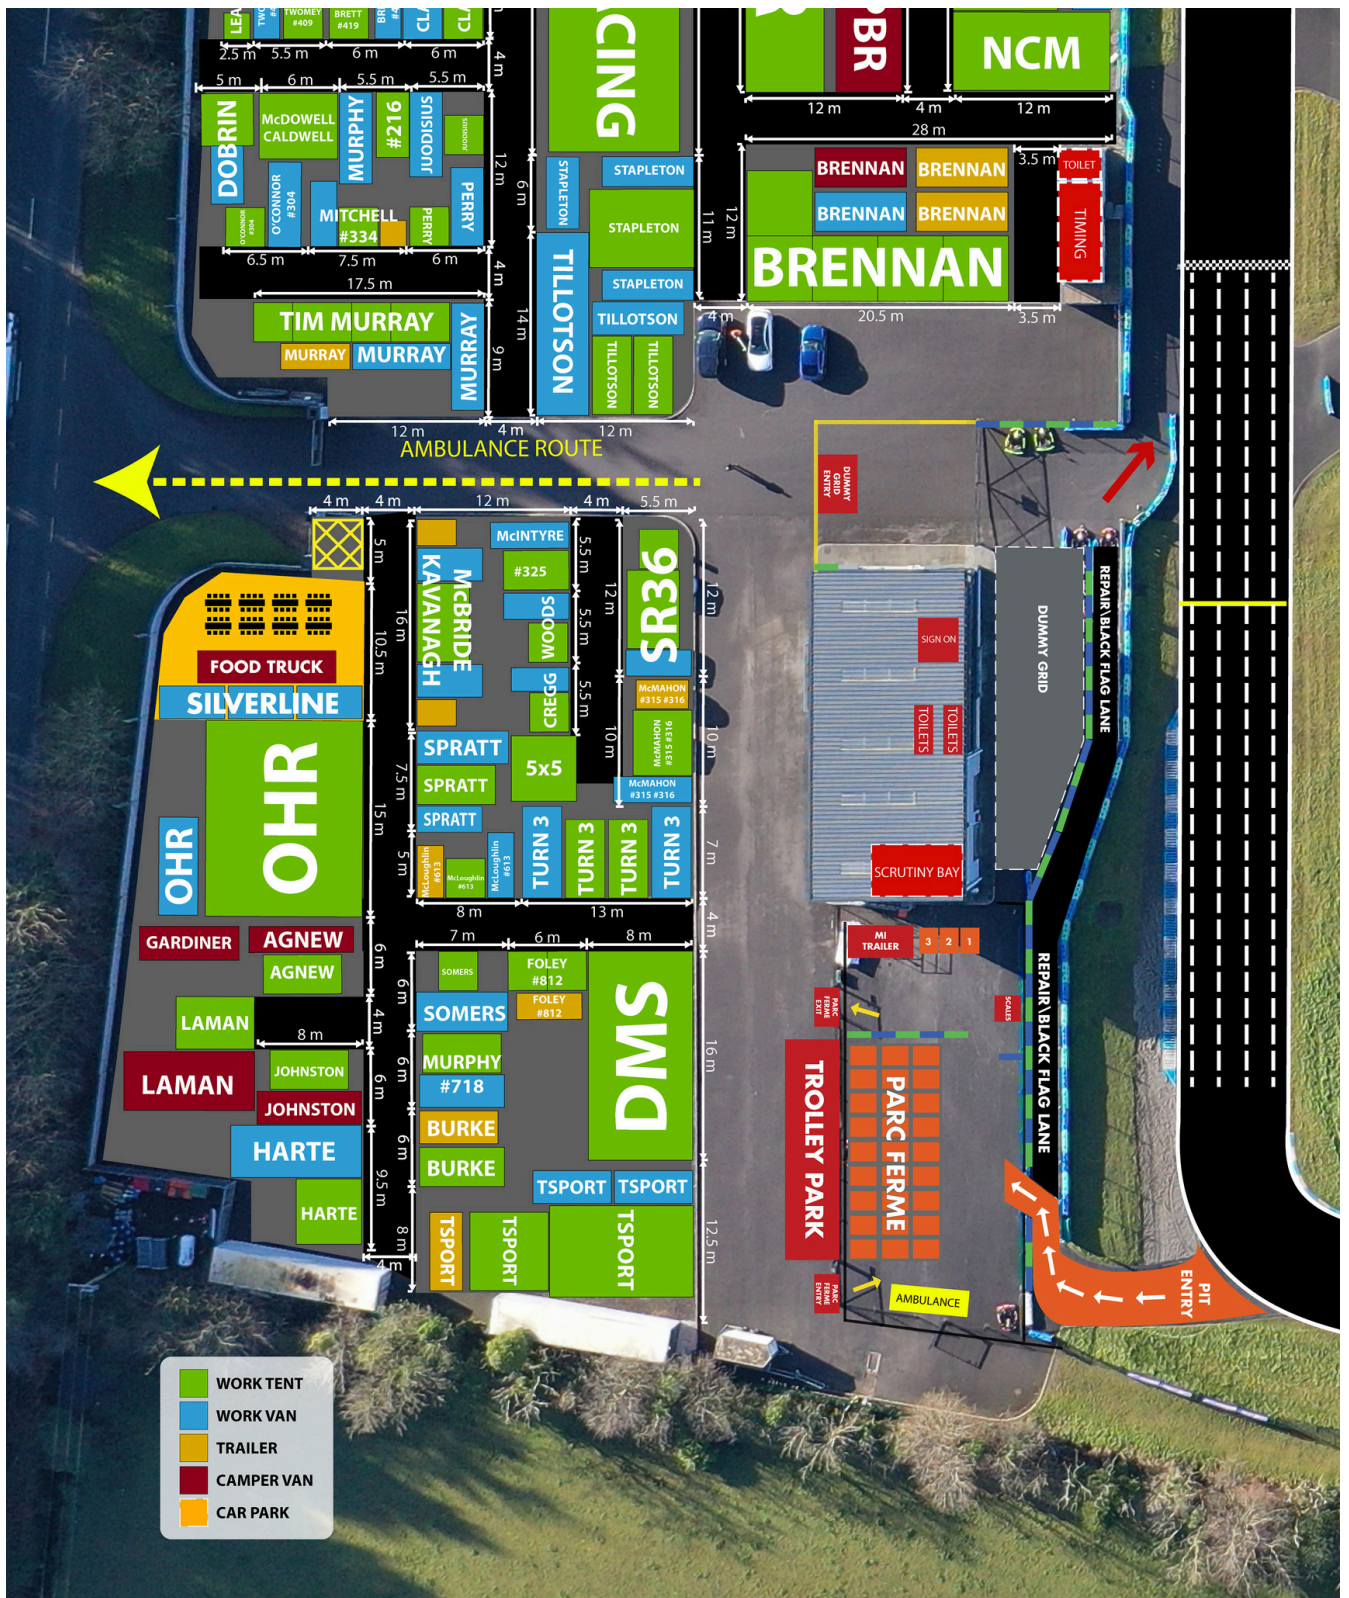 TWOMEY
#409
BRETT
#419
CING
PBR
NCM
2.5 m
5.5 m
6 m
6 m
4 m
12 m
4 m
12 m
28 m
5 m
6 m
5.5 m
5.5 m
DOBRIN
McDOWELL
CALDWELL
MURPHY
#216
JUODISIUS
JUODISIUS
O'CONNOR
#304
O'CONNOR
#304
MITCHELL
#334
PERRY
PERRY
12 m
6 m
11 m
12 m
STAPLETON
STAPLETON
STAPLETON
STAPLETON
BRENNAN
BRENNAN
BRENNAN
BRENNAN
BRENNAN
3.5 m
TOILET
TIMING
6.5 m
7.5 m
6 m
4 m
17.5 m
TIM MURRAY
MURRAY
MURRAY
MURRAY
9 m
14 m
TILLOTSON
TILLOTSON
TILLOTSON
TILLOTSON
4 m
20.5 m
3.5 m
12 m
4 m
12 m
AMBULANCE ROUTE
DUMMY
GRID
ENTRY
4 m
4 m
12 m
4 m
5.5 m
5 m
16 m
10.5 m
FOOD TRUCK
SILVERLINE
McBRIDE
KAVANAGH
McINTYRE
#325
WOODS
CREGG
5.5 m
5.5 m
5.5 m
12 m
10 m
SR36
12 m
McMAHON
#315 #316
McMAHON
#315 #316
McMAHON
#315 #316
10 m
SIGN ON
TOILETS
TOILETS
DUMMY GRID
REPAIR\BLACK FLAG LANE
SPRATT
SPRATT
SPRATT
5x5
7.5 m
OHR
OHR
15 m
5 m
McLoughlin
#613
McLoughlin
#613
McLoughlin
#613
TURN 3
TURN 3
TURN 3
TURN 3
7 m
SCRUTINY BAY
8 m
13 m
4 m
GARDINER
AGNEW
AGNEW
6 m
7 m
6 m
8 m
SOMERS
SOMERS
FOLEY
#812
FOLEY
#812
DMS
6 m
MI
TRAILER
3
2
1
PARC
FERME
EXIT
SCALES
REPAIR\BLACK FLAG LANE
LAMAN
4 m
8 m
LAMAN
JOHNSTON
JOHNSTON
6 m
MURPHY
#718
6 m
16 m
TROLLEY PARK
PARC FERME
HARTE
HARTE
9.5 m
BURKE
BURKE
6 m
TSPORT
TSPORT
TSPORT
TSPORT
TSPORT
8 m
4 m
12.5 m
PARC
FERME
ENTRY
AMBULANCE
PIT
ENTRY
WORK TENT
WORK VAN
TRAILER
CAMPER VAN
CAR PARK